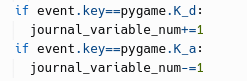 if event.key==pygame.K_d:
  journal_variable_num+=1
if event.key==pygame.K_a:
  journal_variable_num-=1